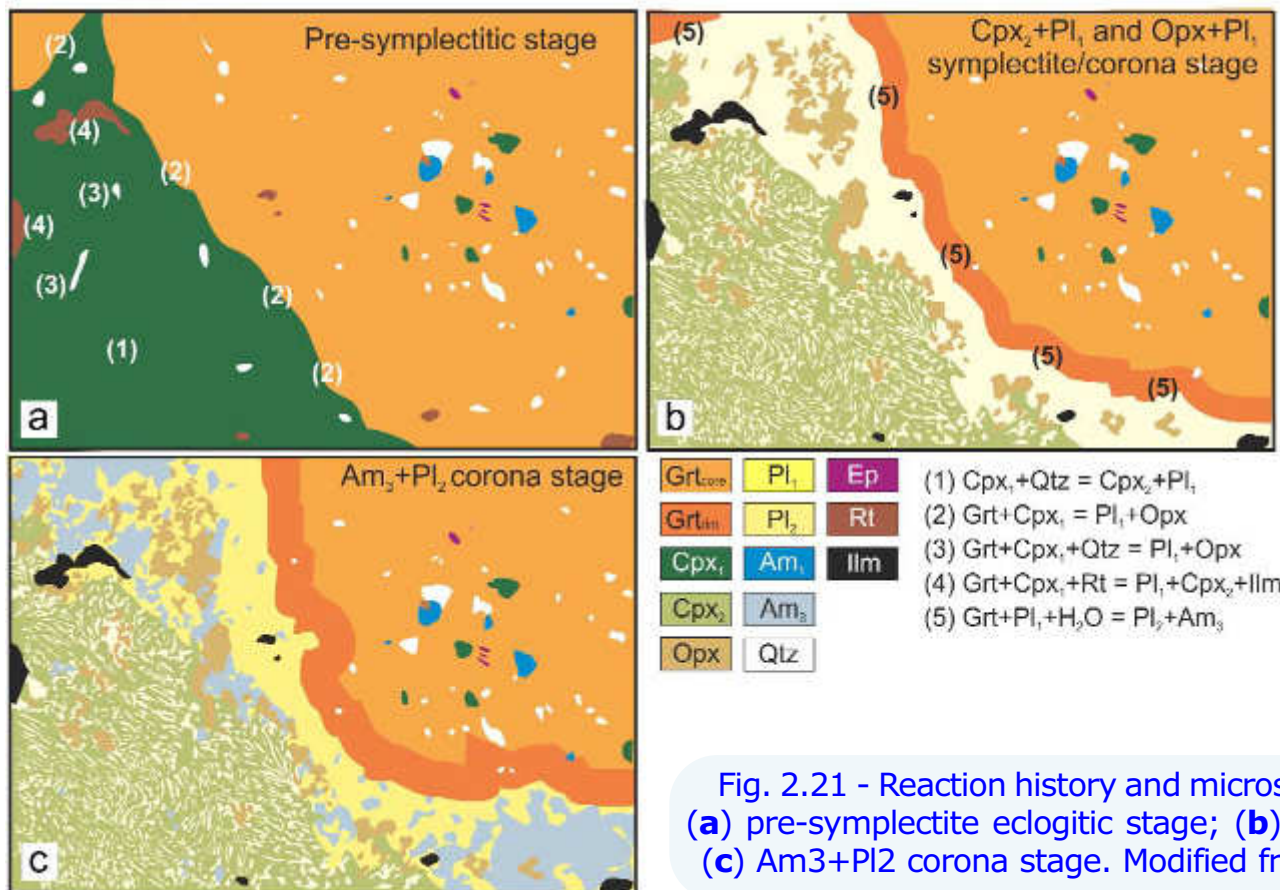 Pre-symplectitic stage
(2)
(4)
(3)
(2)
(4)
(3)
(2)
(1)
(2)
a
Cpx₂+Pl₁ and Opx+Pl₁
symplectite/corona stage
(5)
(5)
(5)
(5)
(5)
b
Am₃+Pl₂ corona stage
c
Grtcore Pl₁ Ep
Grtrim Pl₂ Rt
Cpx₁ Am₁ Ilm
Cpx₂ Am₃
Opx Qtz
(1) Cpx₁+Qtz = Cpx₂+Pl₁
(2) Grt+Cpx₁ = Pl₁+Opx
(3) Grt+Cpx₁+Qtz = Pl₁+Opx
(4) Grt+Cpx₁+Rt = Pl₁+Cpx₂+Ilm
(5) Grt+Pl₁+H₂O = Pl₂+Am₃
Fig. 2.21 - Reaction history and micros
(a) pre-symplectite eclogitic stage; (b)
(c) Am3+Pl2 corona stage. Modified fr